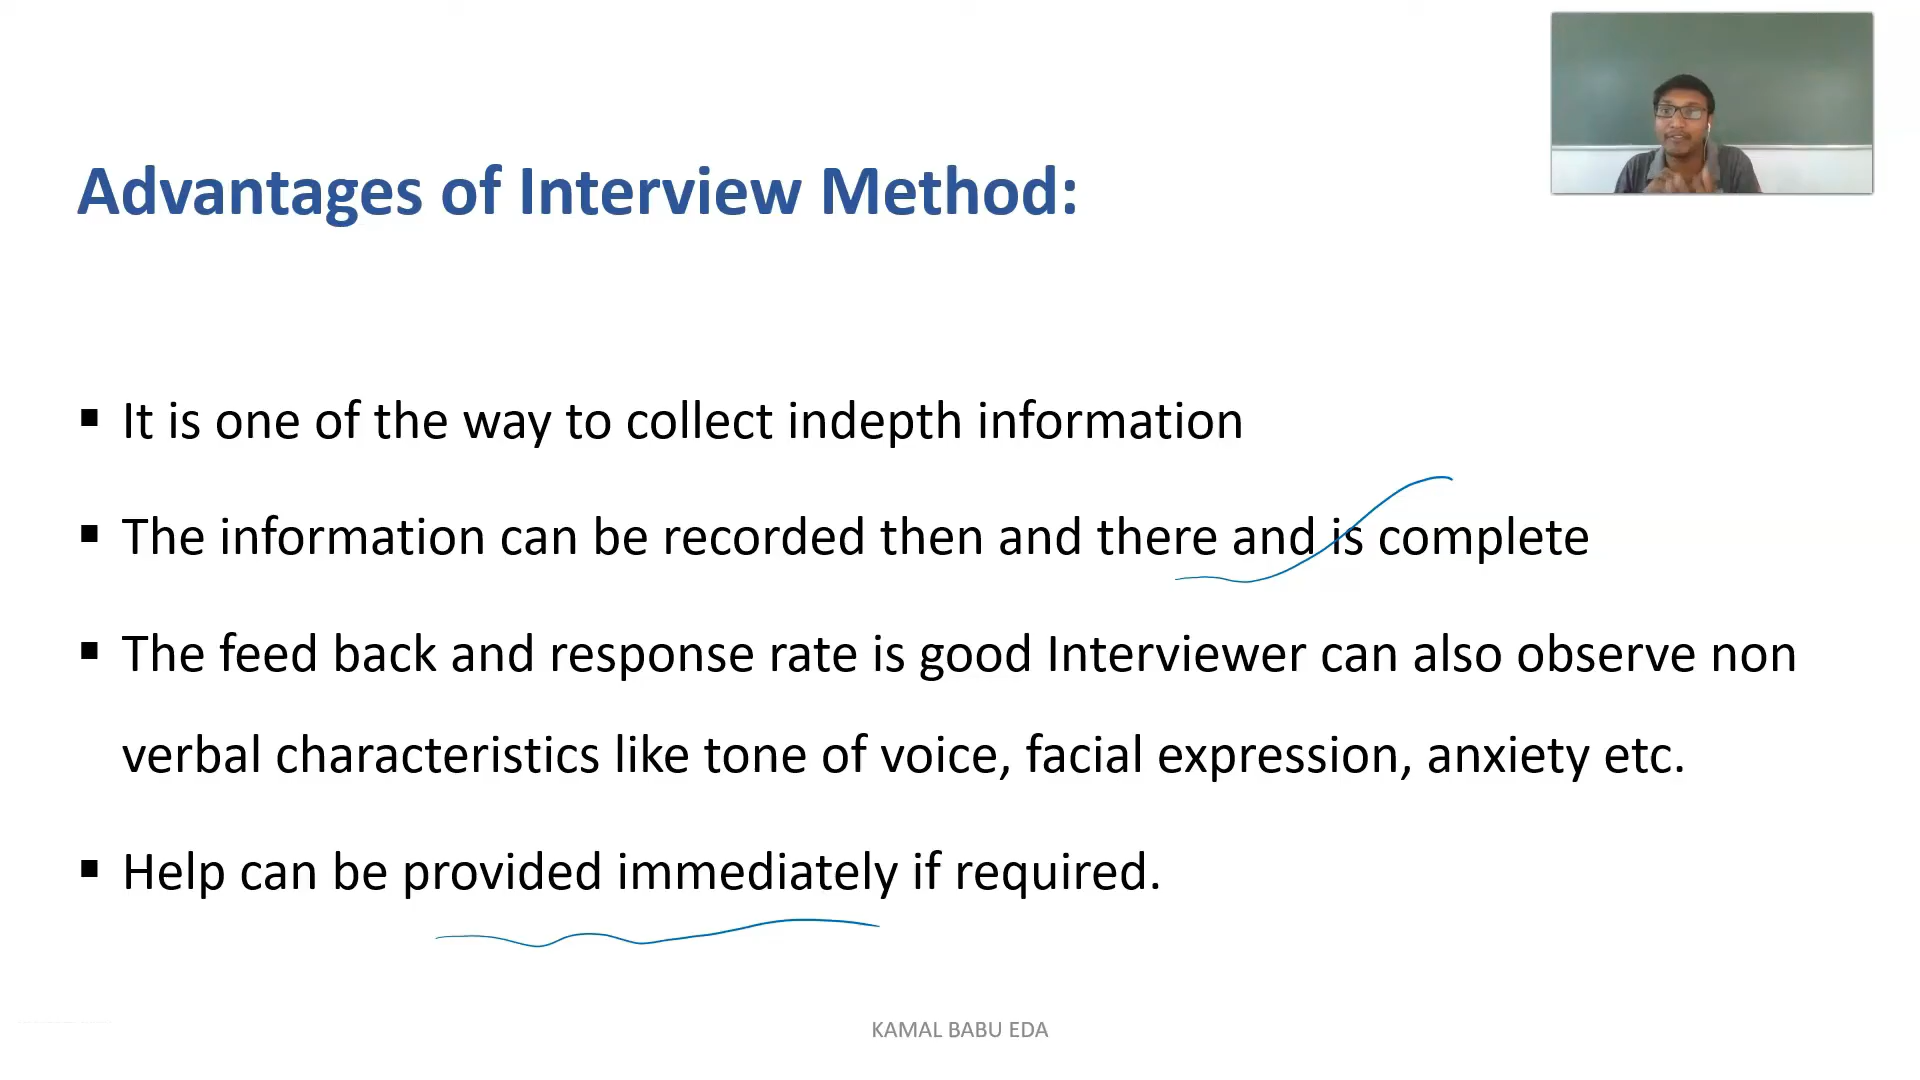 Advantages of Interview Method:
▪ It is one of the way to collect indepth information
▪ The information can be recorded then and there and is complete
▪ The feed back and response rate is good Interviewer can also observe non
verbal characteristics like tone of voice, facial expression, anxiety etc.
▪ Help can be provided immediately if required.
KAMAL BABU EDA